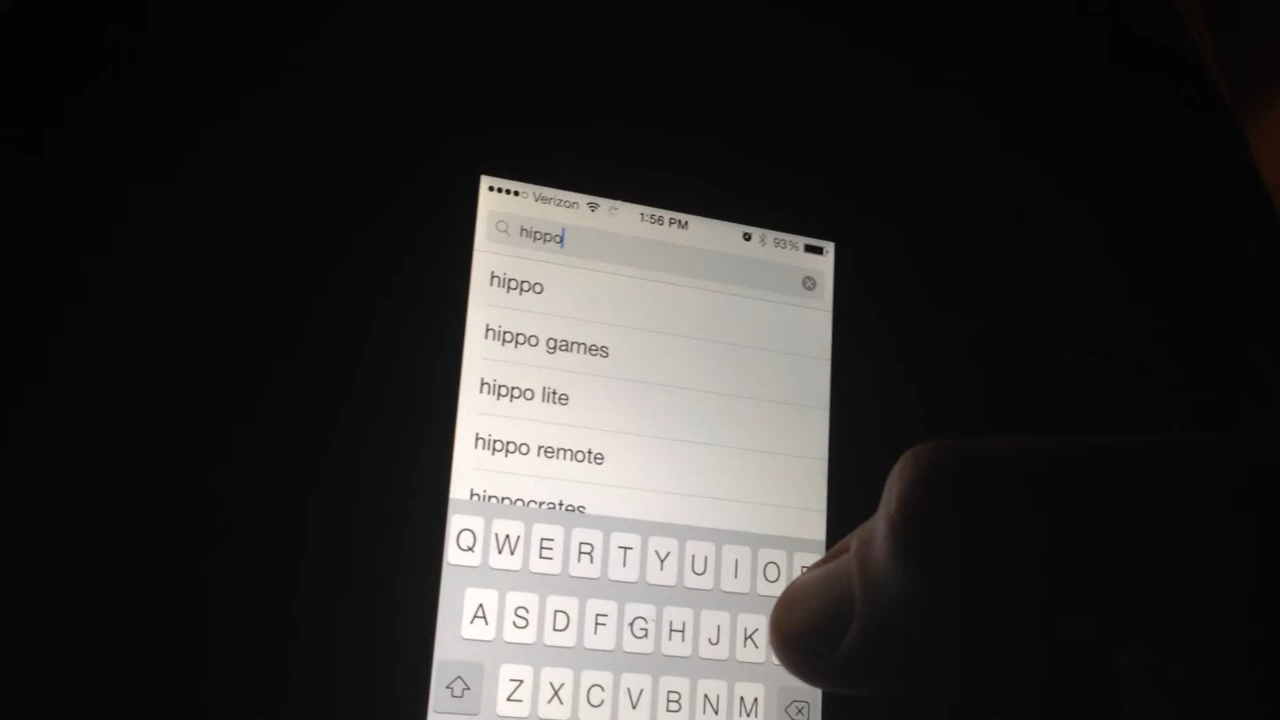 Verizon 1:56 PM 93%
hippo
hippo
hippo games
hippo lite
hippo remote
hippocrates
Q W E R T Y U I O
A S D F G H J K
Z X C V B N M